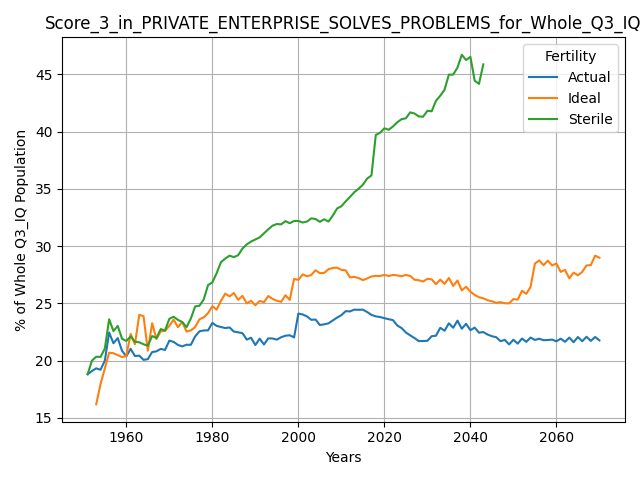 Score_3_in_PRIVATE_ENTERPRISE_SOLVES_PROBLEMS_for_Whole_Q3_IQ
Fertility
Actual
Ideal
Sterile
% of Whole Q3_IQ Population
45
40
35
30
25
20
15
1960
1980
2000
2020
2040
2060
Years